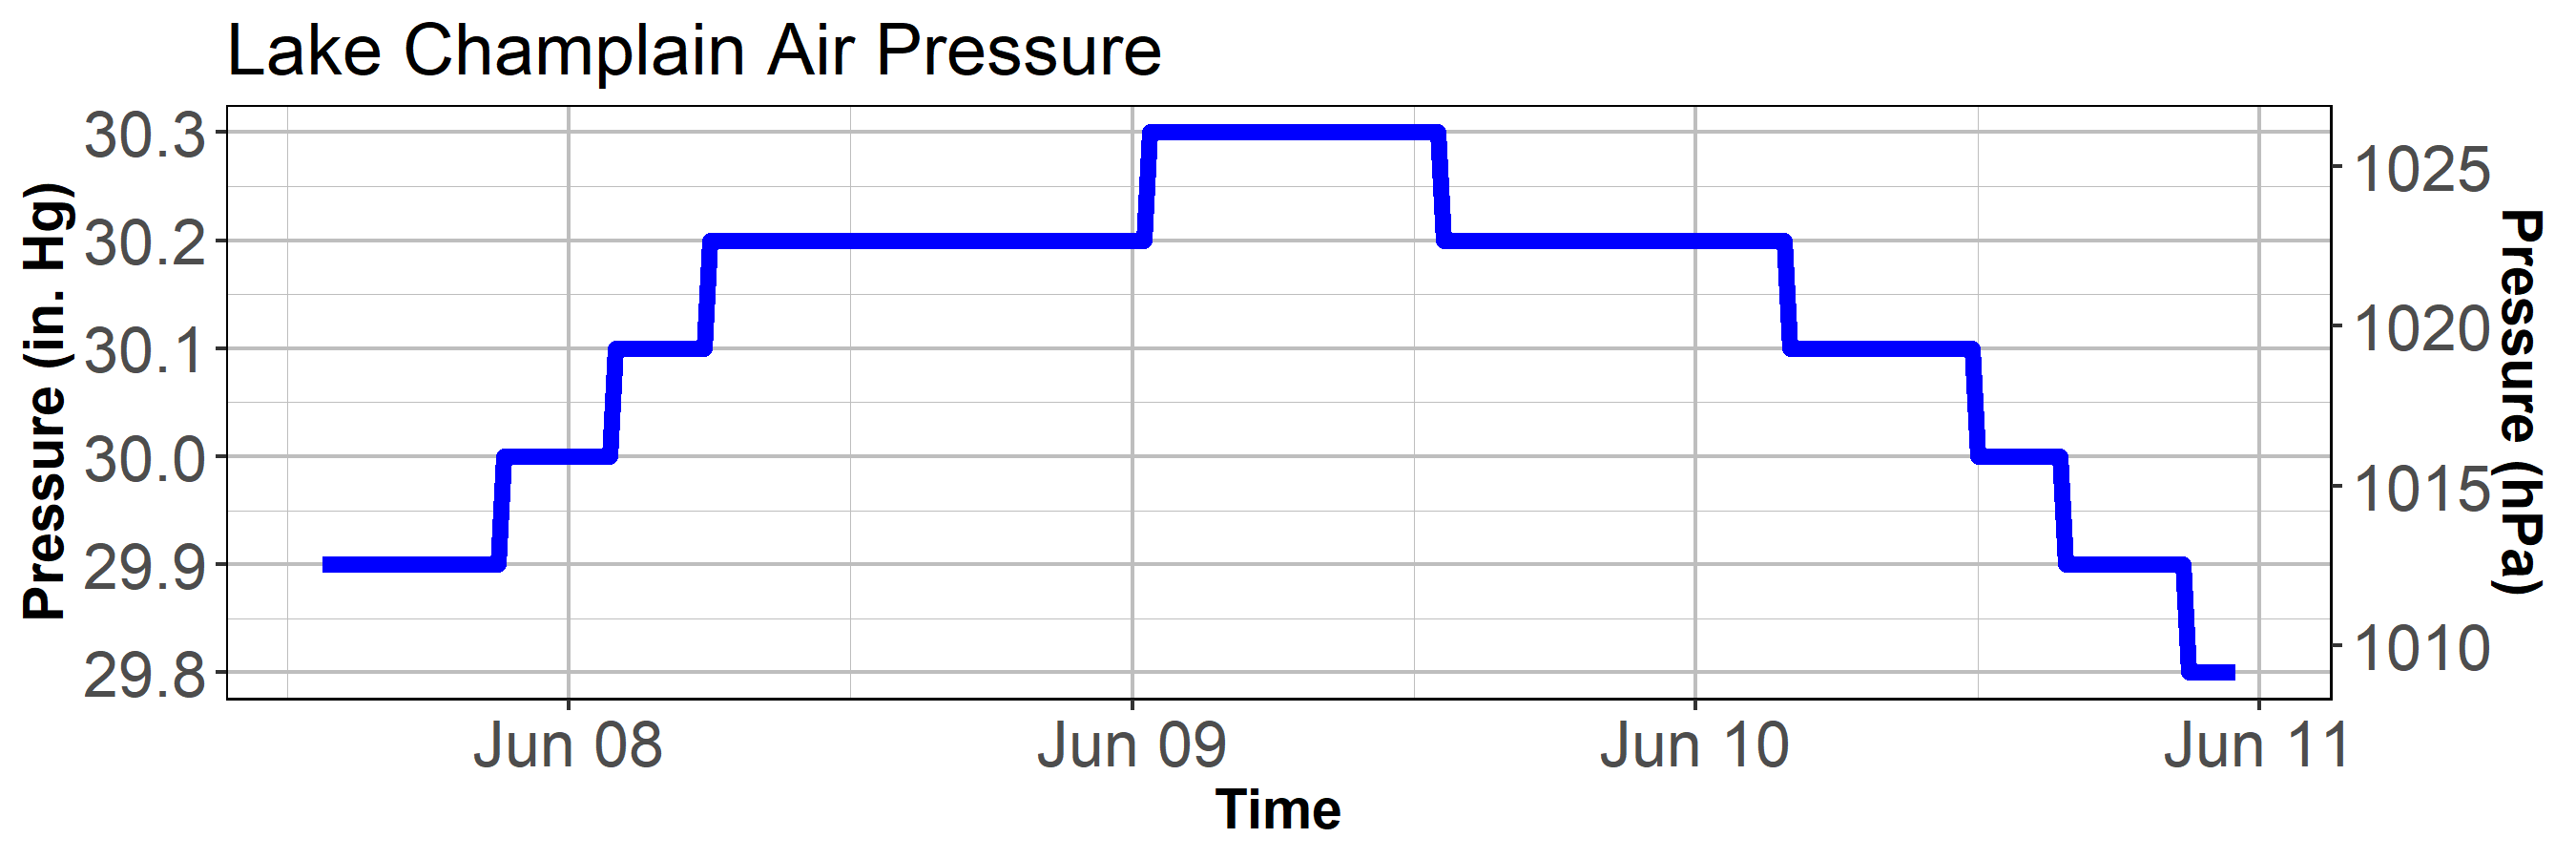 Lake Champlain Air Pressure
Pressure (in. Hg)
30.3
30.2
30.1
30.0
29.9
29.8
1025
1020
1015
1010
Pressure (hPa)
Jun 08 Jun 09 Jun 10 Jun 11
Time